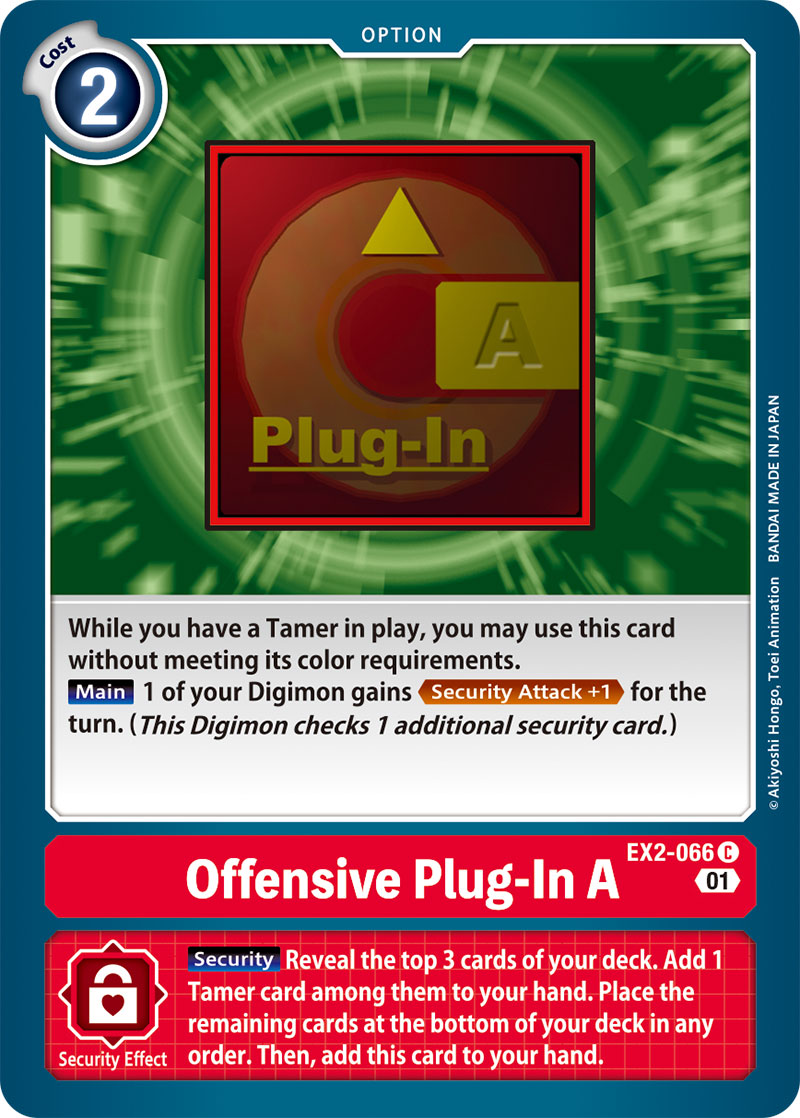 OPTION
Cost
2
A
Plug-In
While you have a Tamer in play, you may use this card
without meeting its color requirements.
Main 1 of your Digimon gains Security Attack +1 for the
turn. (This Digimon checks 1 additional security card.)
© Akiyoshi Hongo, Toei Animation BANDAI MADE IN JAPAN
EX2-066 C
Offensive Plug-In A
01
Security Reveal the top 3 cards of your deck. Add 1
Tamer card among them to your hand. Place the
remaining cards at the bottom of your deck in any
order. Then, add this card to your hand.
Security Effect